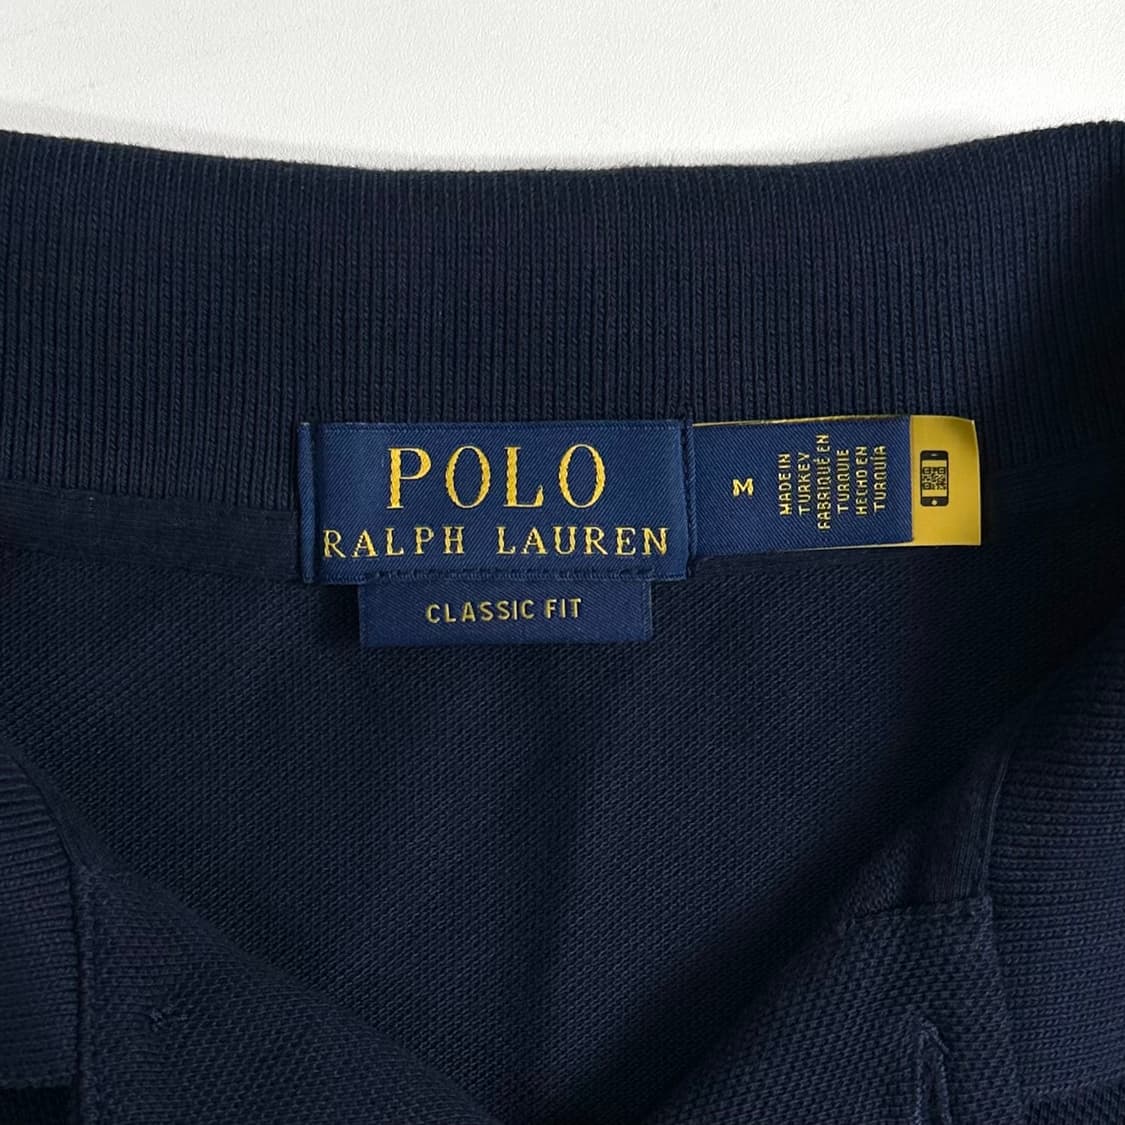 POLO
RALPH LAUREN
CLASSIC FIT
M
MADE IN
TURKEY
FABRIQUÉ EN
TURQUIE
HECHO EN
TURQUÍA